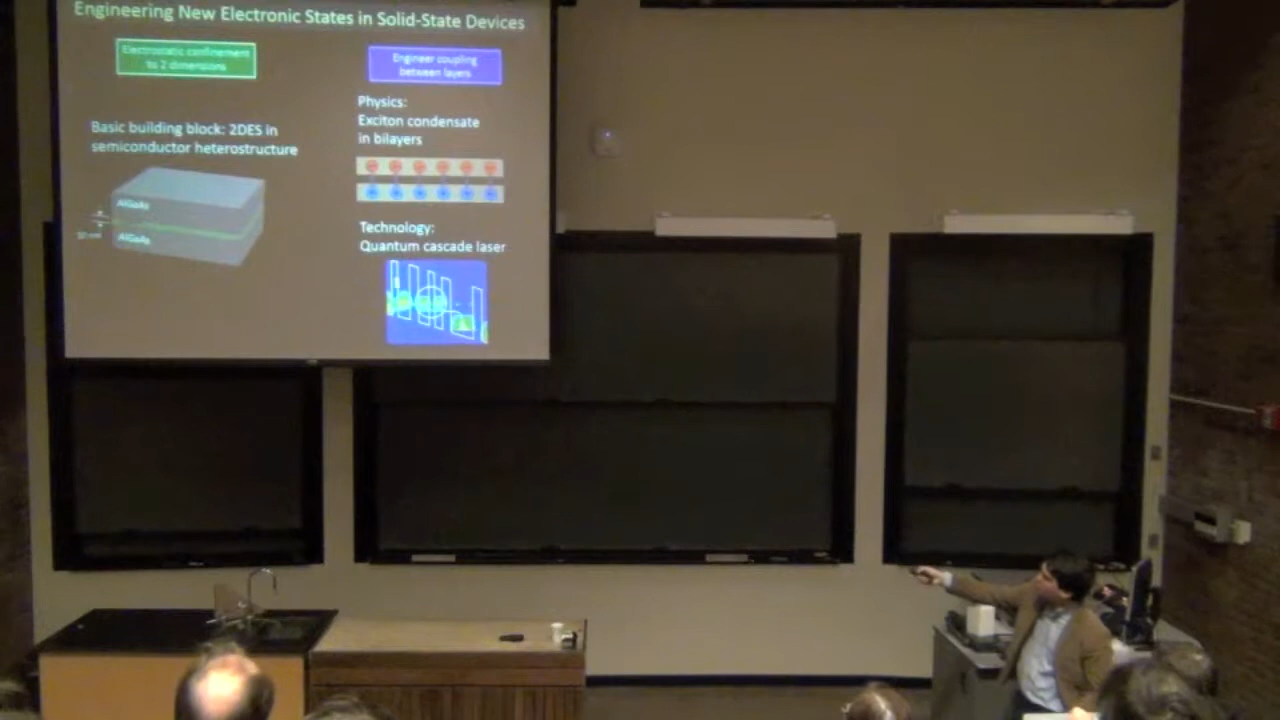 Engineering New Electronic States in Solid-State Devices
Electrostatic confinement
to 2 dimensions
Engineer coupling
between layers
Basic building block: 2DES in
semiconductor heterostructure
AlGaAs
AlGaAs
Physics:
Exciton condensate
in bilayers
Technology:
Quantum cascade laser